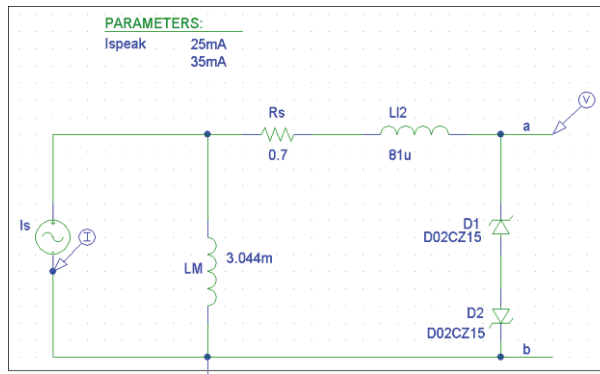 PARAMETERS:
Ispeak 25mA
35mA
Rs
0.7
Ll2
81u
a
V
Is
I
LM
3.044m
D1
D02CZ15
D2
D02CZ15
b